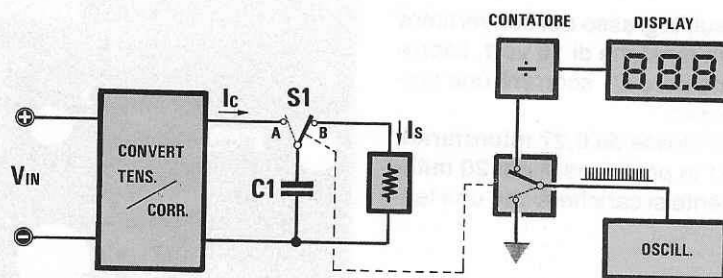 CONTATORE
DISPLAY
÷
88.8
IC
S1
A
B
IS
VIN
CONVERT
TENS.
CORR.
C1
OSCILL.